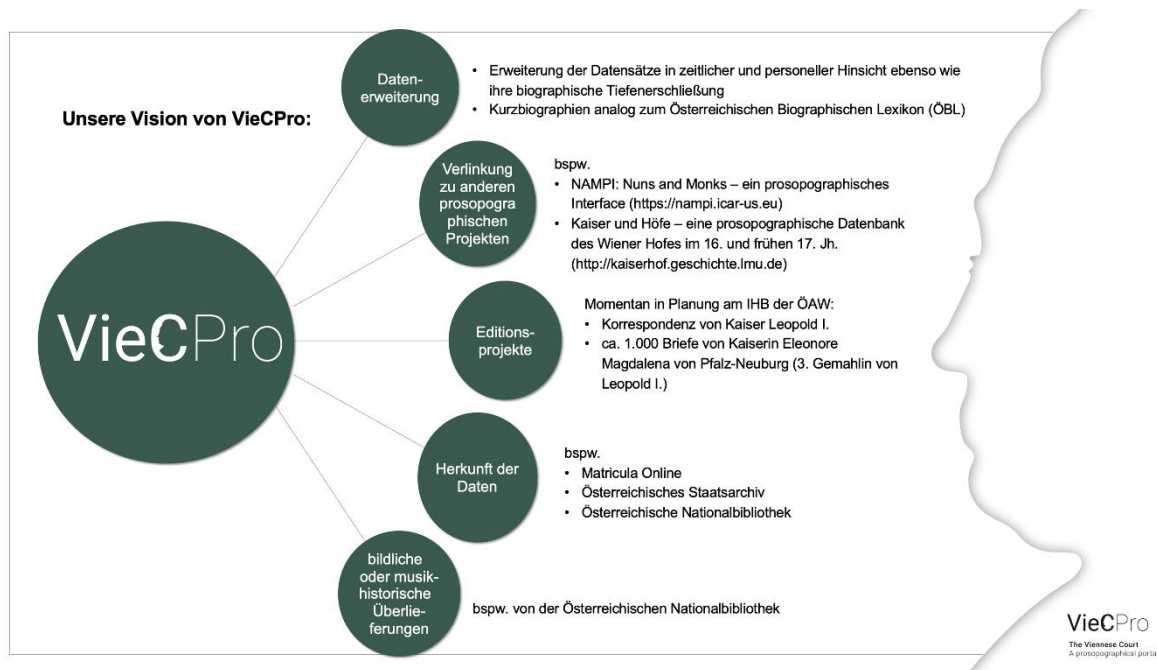 Unsere Vision von VieCPro:
VieCPro
Daten-
erweiterung
• Erweiterung der Datensätze in zeitlicher und personeller Hinsicht ebenso wie
ihre biographische Tiefenerschließung
• Kurzbiographien analog zum Österreichischen Biographischen Lexikon (ÖBL)
Verlinkung
zu anderen
prosopogra
phischen
Projekten
bspw.
• NAMPI: Nuns and Monks – ein prosopographisches
Interface (https://nampi.icar-us.eu)
• Kaiser und Höfe – eine prosopographische Datenbank
des Wiener Hofes im 16. und frühen 17. Jh.
(http://kaiserhof.geschichte.lmu.de)
Editions-
projekte
Momentan in Planung am IHB der ÖAW:
• Korrespondenz von Kaiser Leopold I.
• ca. 1.000 Briefe von Kaiserin Eleonore
Magdalena von Pfalz-Neuburg (3. Gemahlin von
Leopold I.)
Herkunft der
Daten
bspw.
• Matricula Online
• Österreichisches Staatsarchiv
• Österreichische Nationalbibliothek
bildliche
oder musik-
historische
Überlie-
ferungen
bspw. von der Österreichischen Nationalbibliothek
VieCPro
The Viennese Court
A prosopographical porta